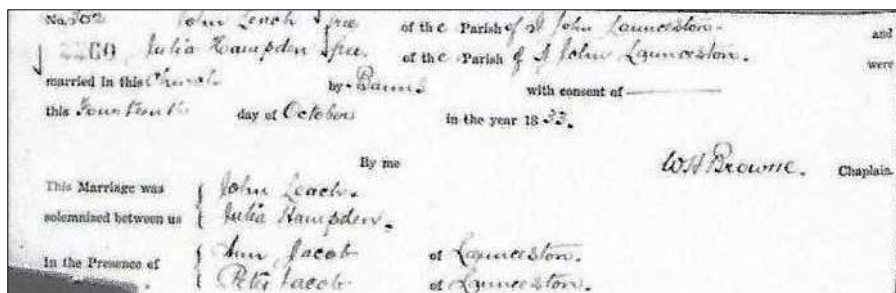 No. 302 John Leach free of the Parish of St John Launceston. and
2260 Julia Hampden free. of the Parish of St John Launceston. were
married in this Church by Banns with consent of
this Fourteenth day of October in the year 1833.
By me W H Browne. Chaplain.
This Marriage was { John Leach.
solemnized between us { Julia Hampden.
In the Presence of { Ann Jacob of Launceston.
{ Peter Jacob of Launceston.